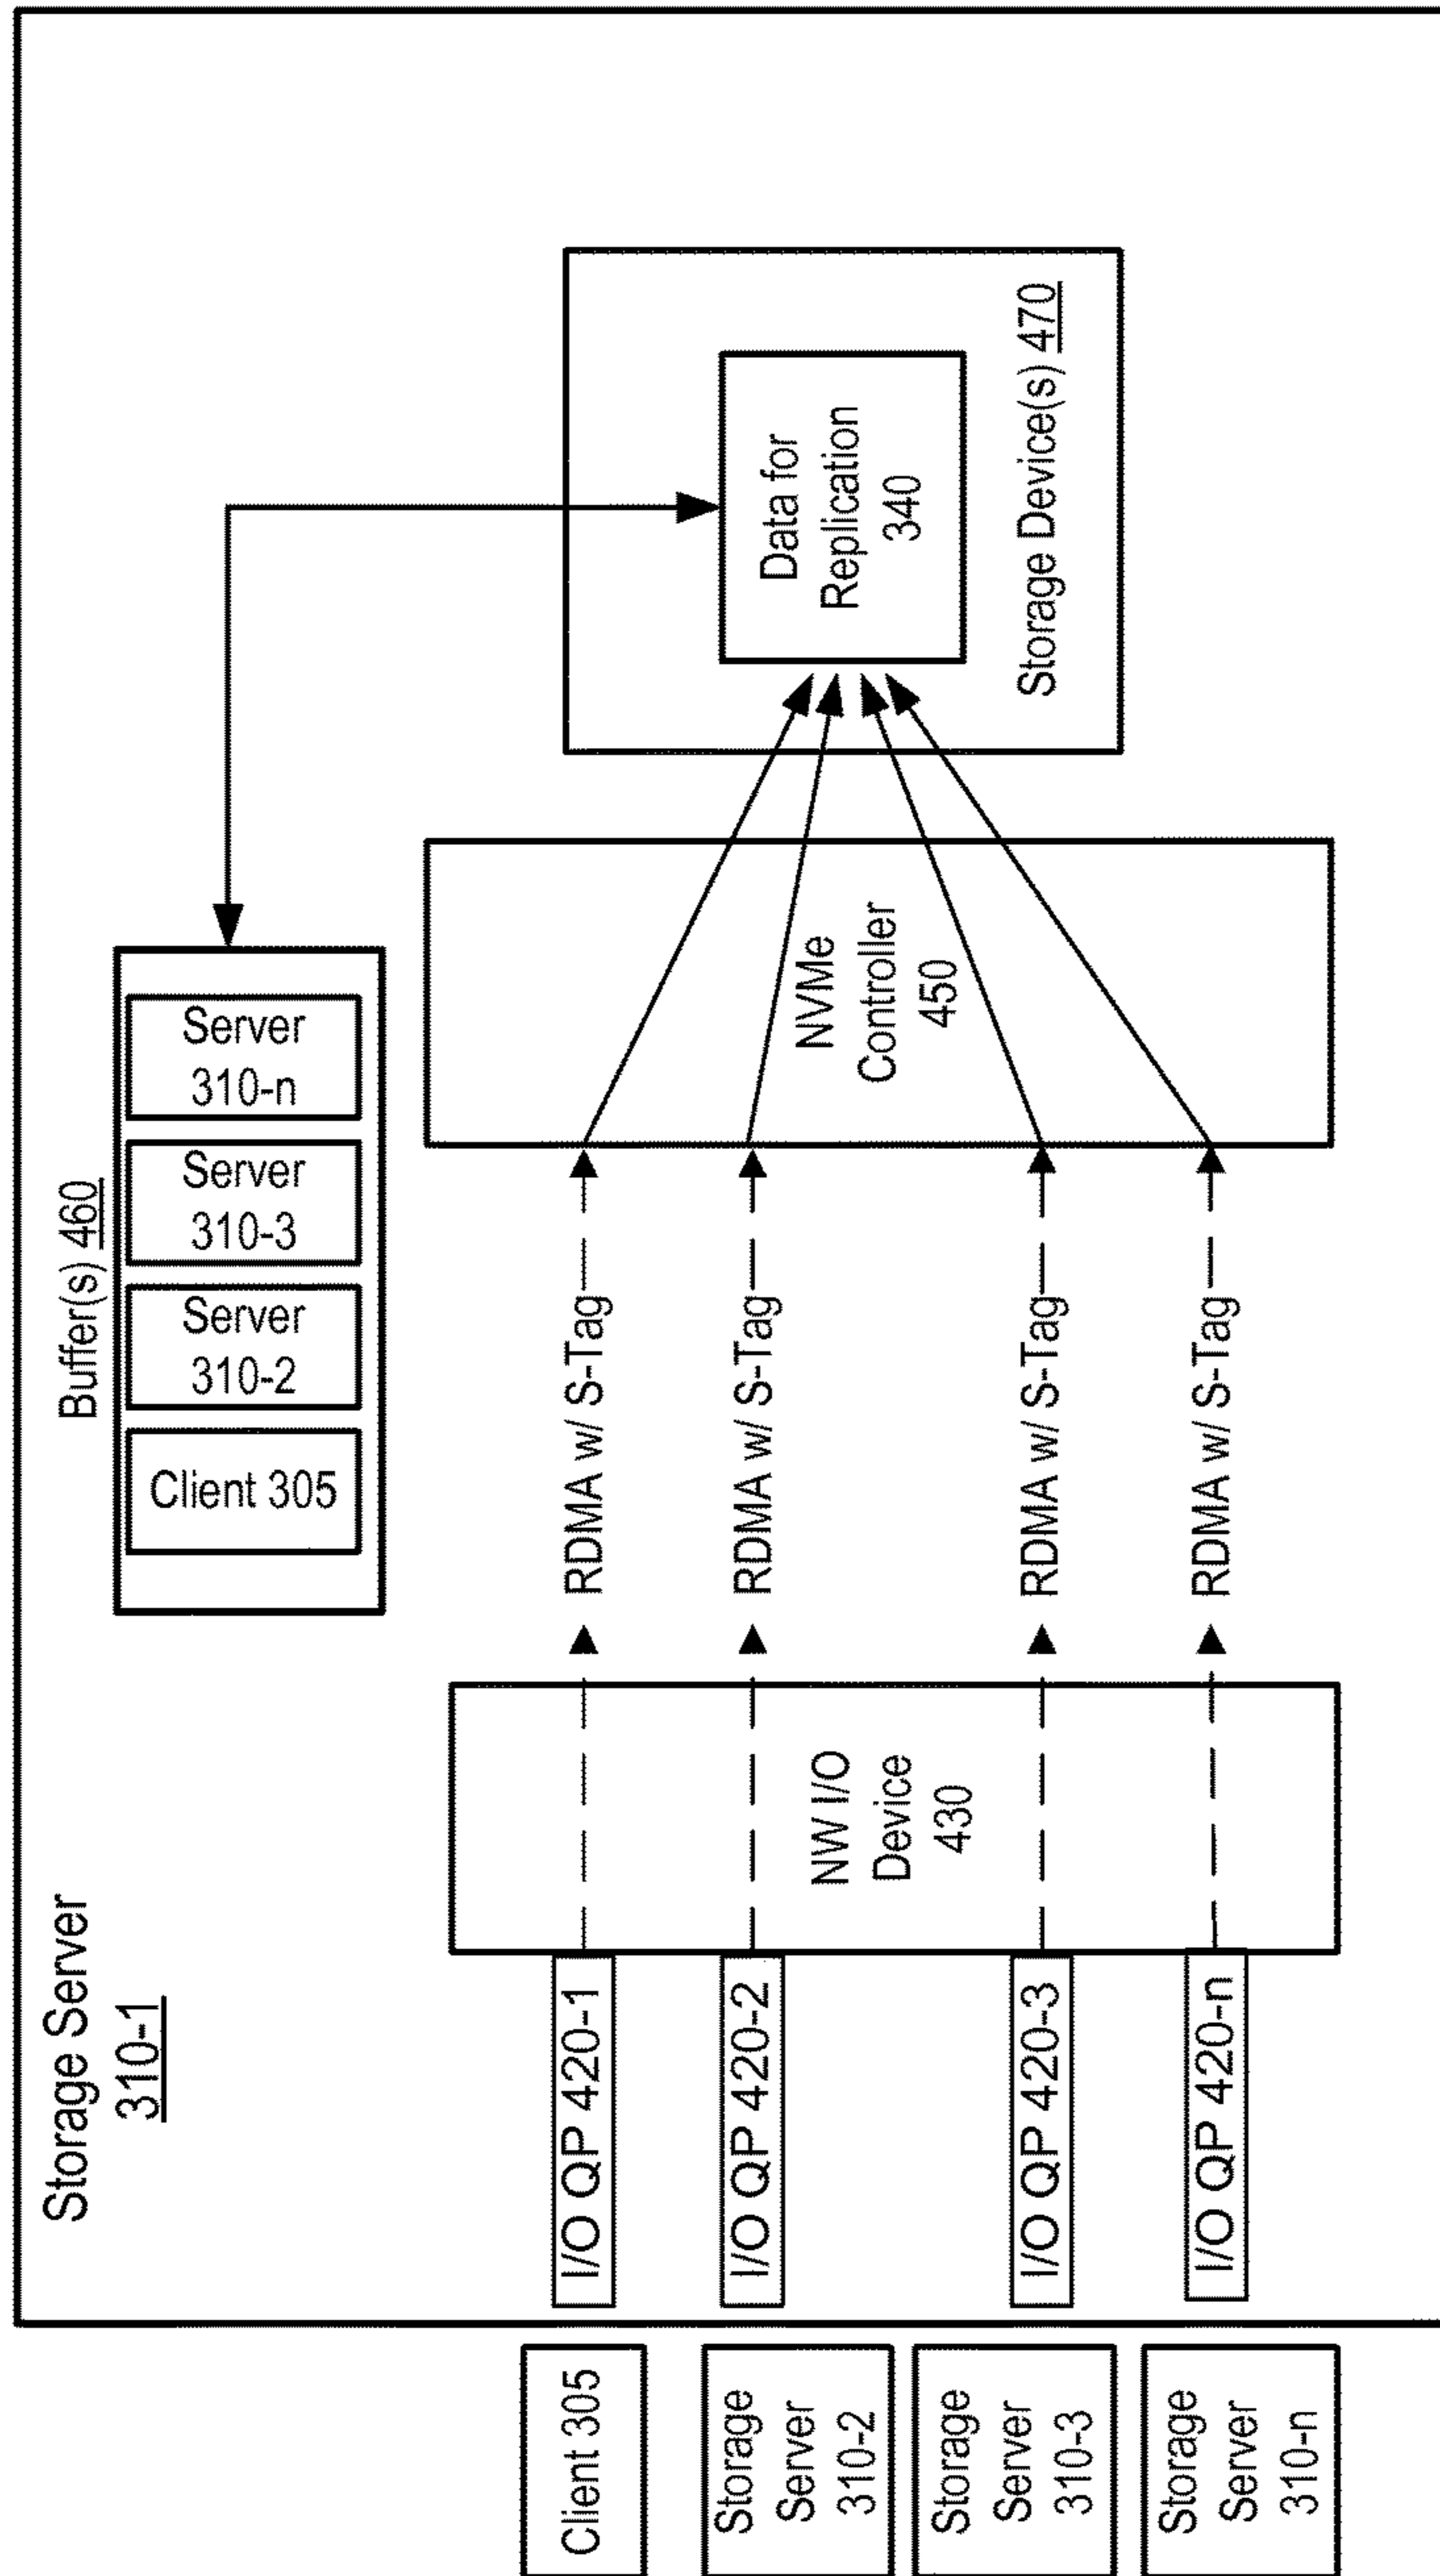 Storage Server
310-1
Buffer(s) 460
Client 305
Server
310-2
Server
310-3
Server
310-n
Client 305
Storage
Server
310-2
Storage
Server
310-3
Storage
Server
310-n
I/O QP 420-1
I/O QP 420-2
I/O QP 420-3
I/O QP 420-n
NW I/O
Device
430
RDMA w/ S-Tag
RDMA w/ S-Tag
RDMA w/ S-Tag
RDMA w/ S-Tag
NVMe
Controller
450
Data for
Replication
340
Storage Device(s) 470